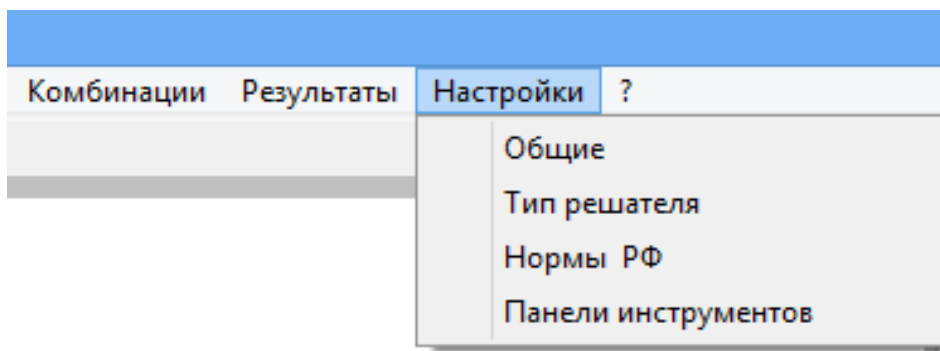 Комбинации Результаты Настройки ?
Общие
Тип решателя
Нормы РФ
Панели инструментов